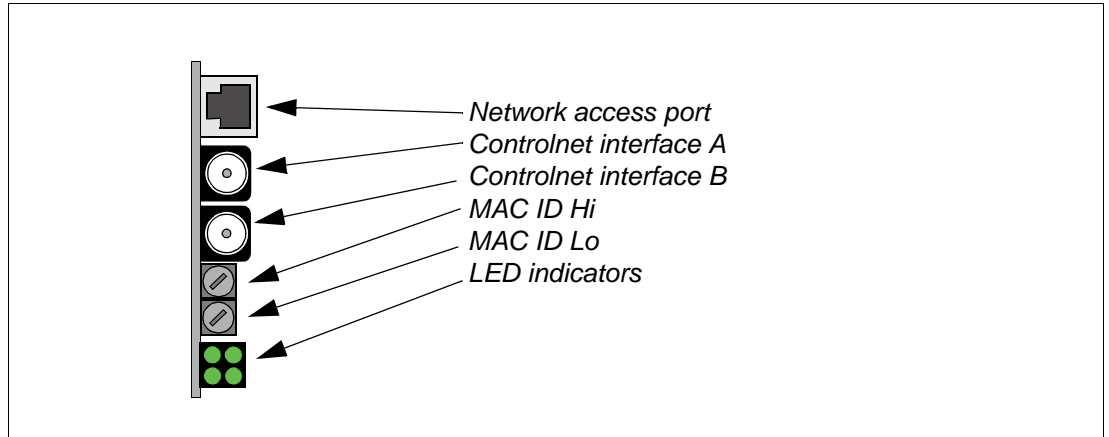 Network access port
Controlnet interface A
Controlnet interface B
MAC ID Hi
MAC ID Lo
LED indicators